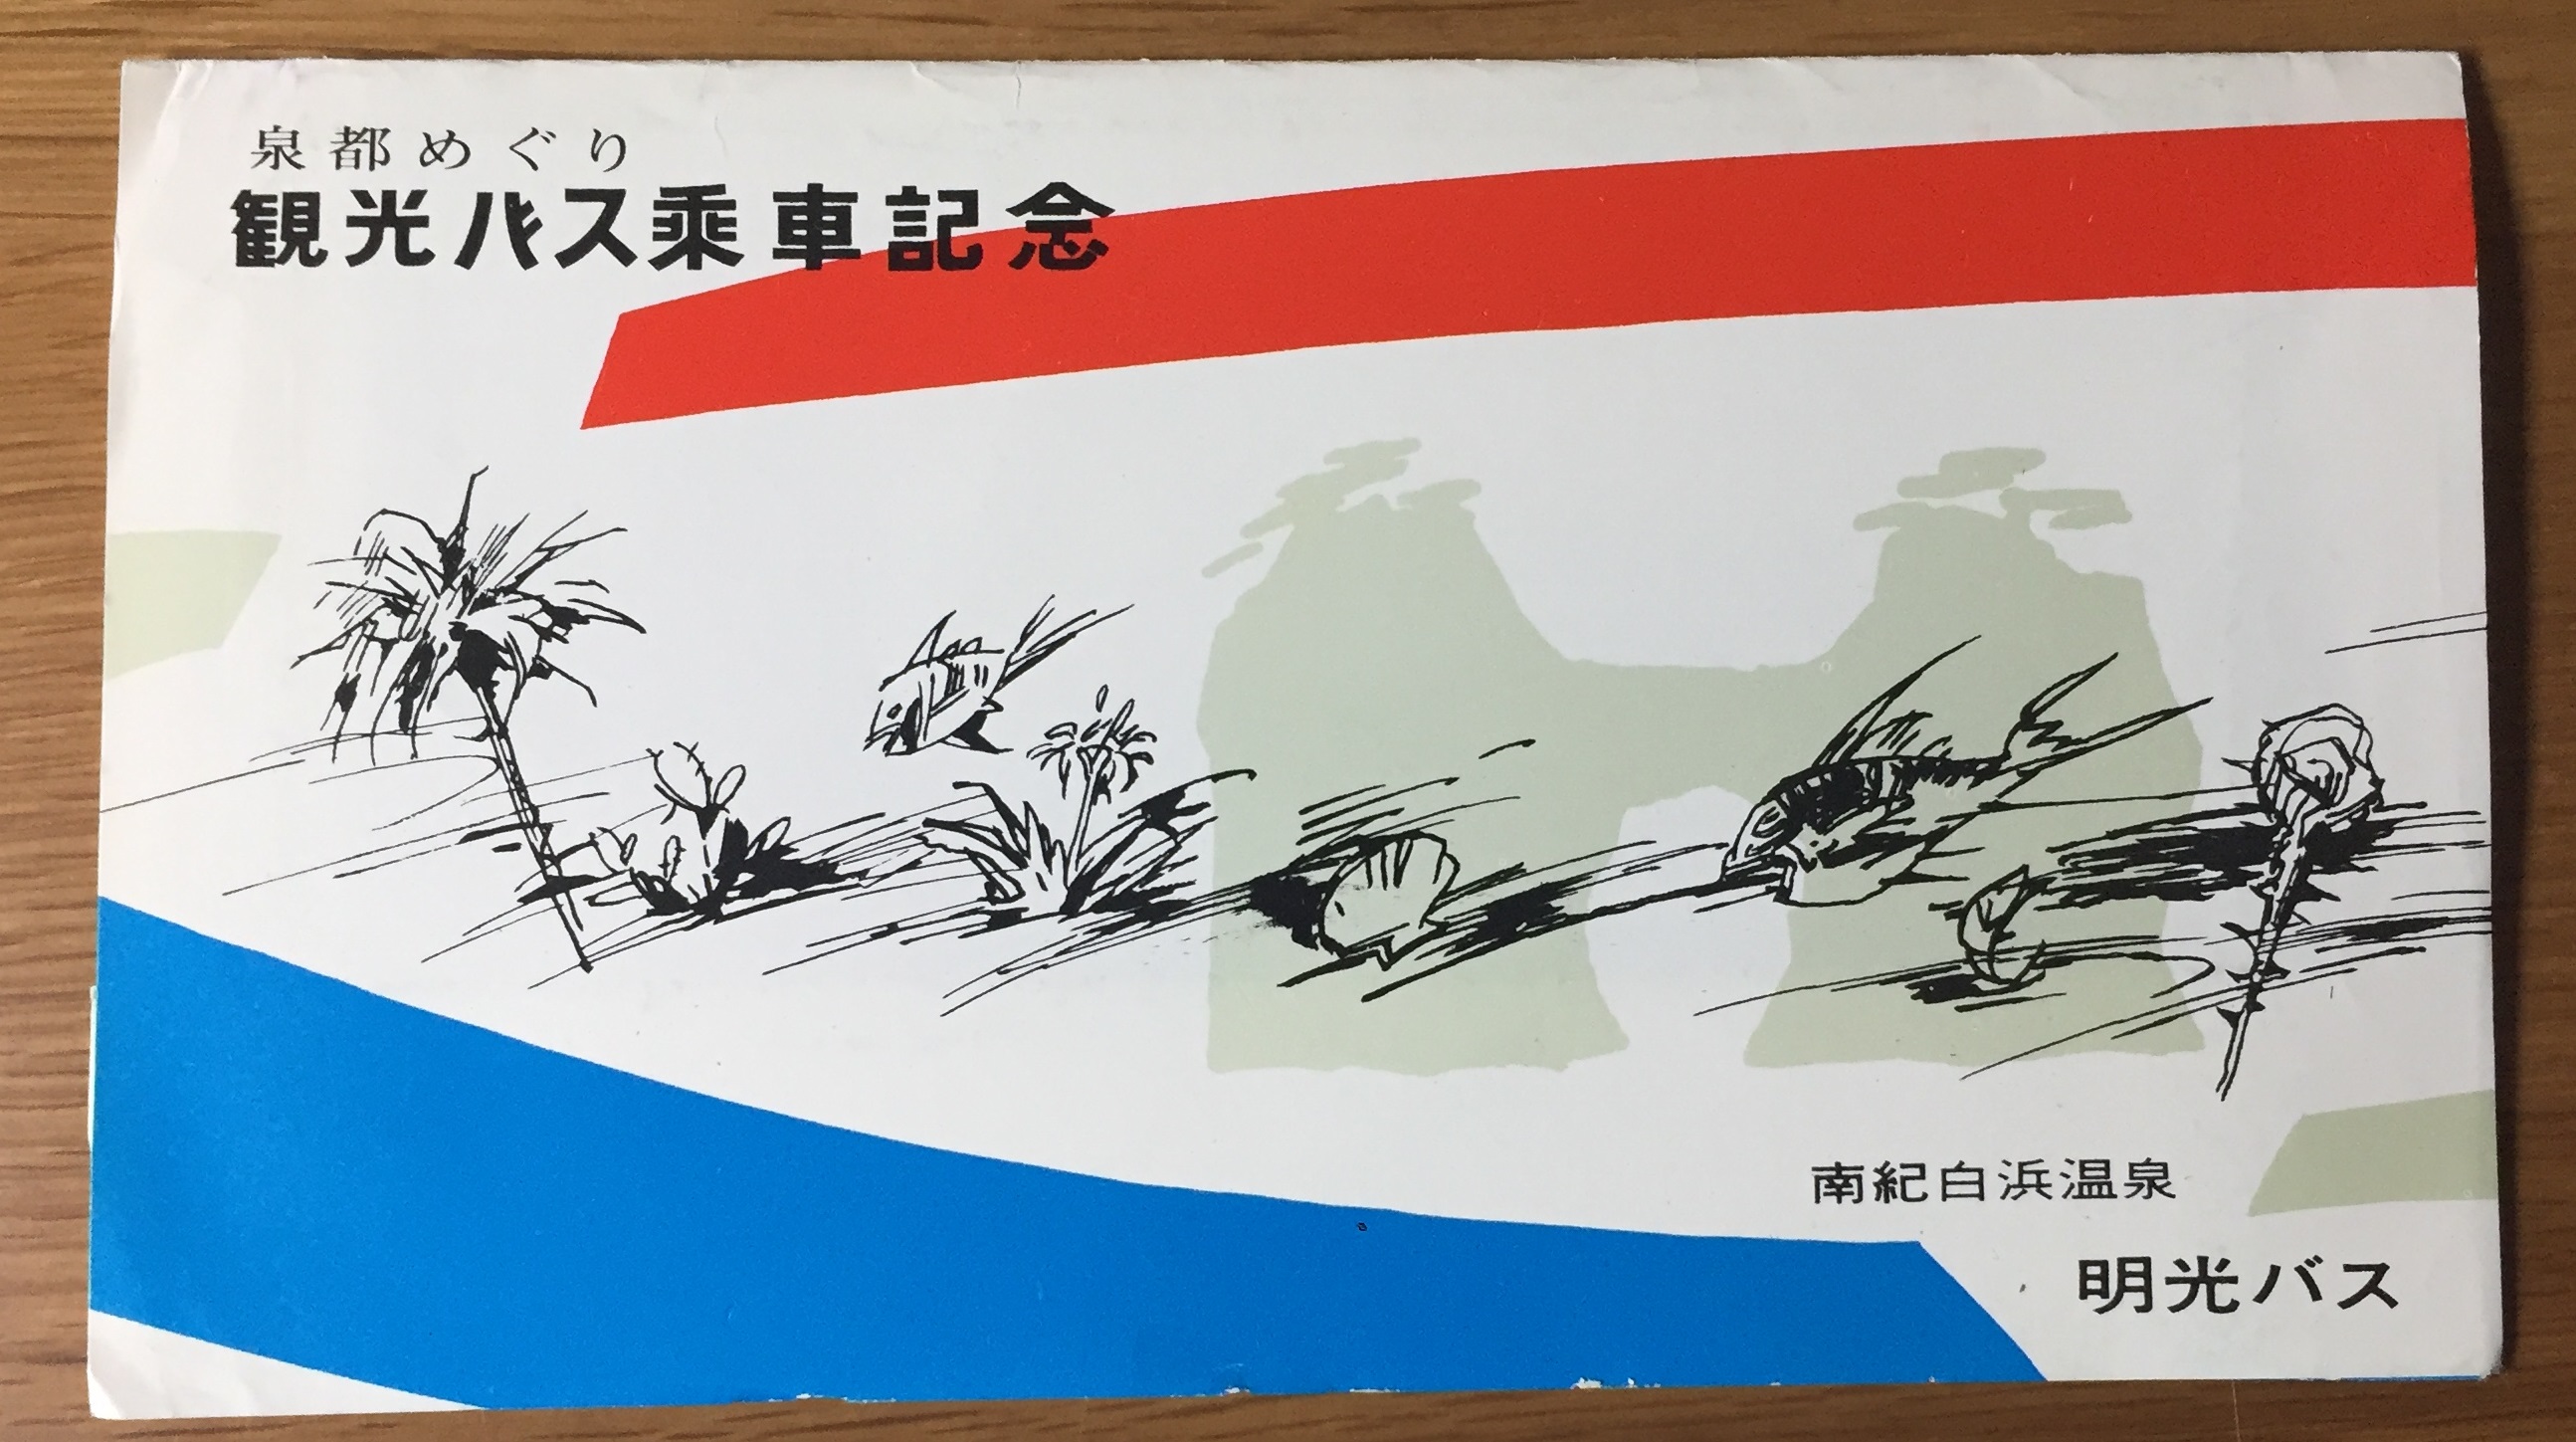 泉都めぐり
観光バス乗車記念
南紀白浜温泉
明光バス